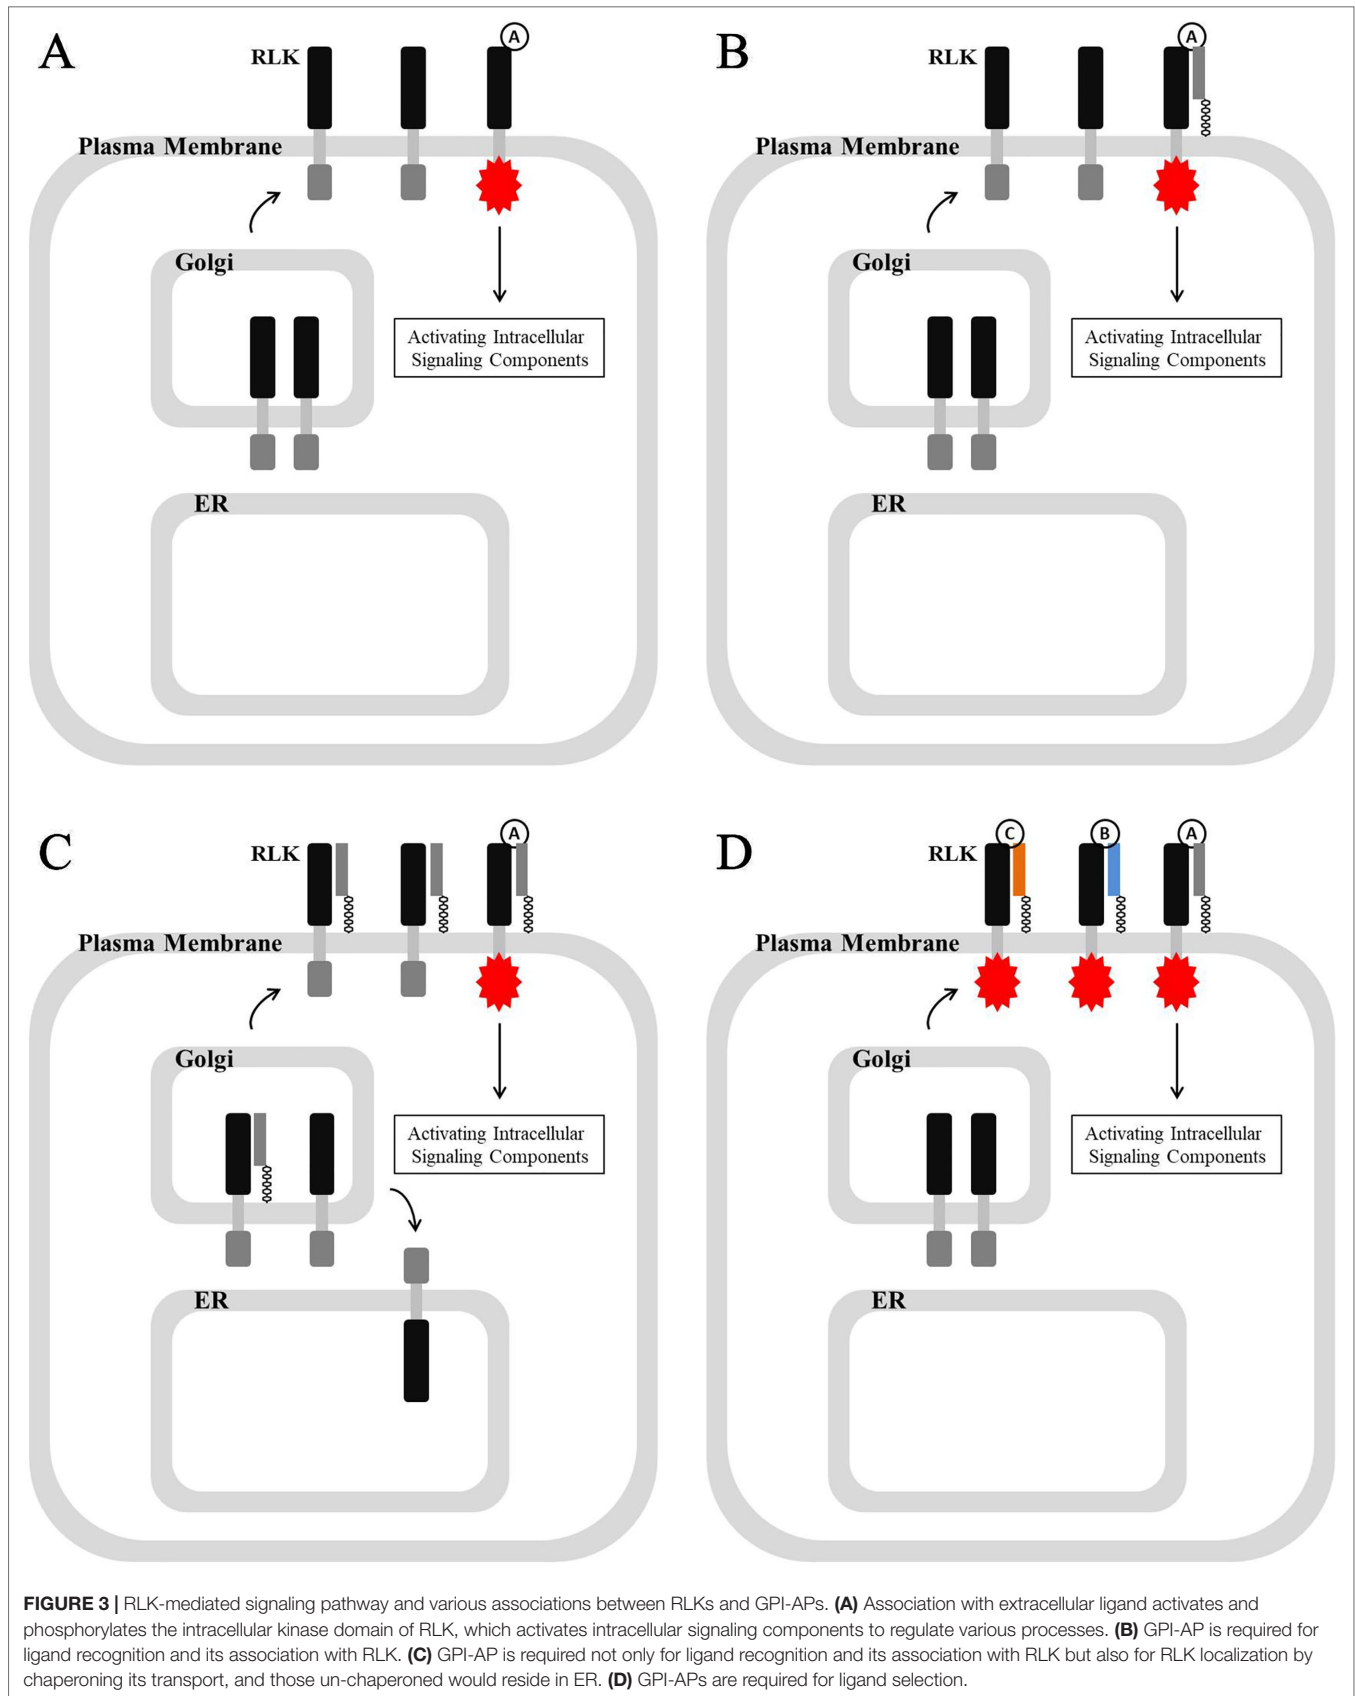 A
A
RLK
Plasma Membrane
Golgi
Activating Intracellular
Signaling Components
ER
B
A
RLK
Plasma Membrane
Golgi
Activating Intracellular
Signaling Components
ER
C
A
RLK
Plasma Membrane
Golgi
Activating Intracellular
Signaling Components
ER
D
C
B
A
RLK
Plasma Membrane
Golgi
Activating Intracellular
Signaling Components
ER
FIGURE 3 | RLK-mediated signaling pathway and various associations between RLKs and GPI-APs. (A) Association with extracellular ligand activates and
phosphorylates the intracellular kinase domain of RLK, which activates intracellular signaling components to regulate various processes. (B) GPI-AP is required for
ligand recognition and its association with RLK. (C) GPI-AP is required not only for ligand recognition and its association with RLK but also for RLK localization by
chaperoning its transport, and those un-chaperoned would reside in ER. (D) GPI-APs are required for ligand selection.